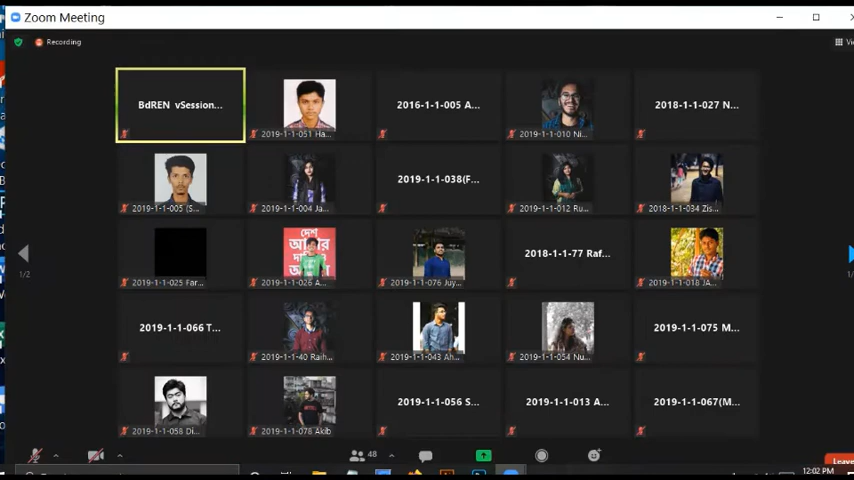 Zoom Meeting
Recording
BdREN vSession...
2019-1-1-051 Ha...
2016-1-1-005 A...
2019-1-1-010 Ni...
2018-1-1-027 N...
2019-1-1-005 (S...
2019-1-1-004 Ja...
2019-1-1-038(F...
2019-1-1-012 Ru...
2018-1-1-034 Zis...
1/2
2019-1-1-025 Far...
দেশ
আমার
2019-1-1-026 A...
2019-1-1-076 Juy...
2018-1-1-77 Raf...
2019-1-1-018 JA...
2019-1-1-066 T...
2019-1-1-40 Raih...
2019-1-1-043 Ah...
2019-1-1-054 Nu...
2019-1-1-075 M...
2019-1-1-058 Di...
2019-1-1-078 Akib
2019-1-1-056 S...
2019-1-1-013 A...
2019-1-1-067(M...
48
Leave
12:02 PM